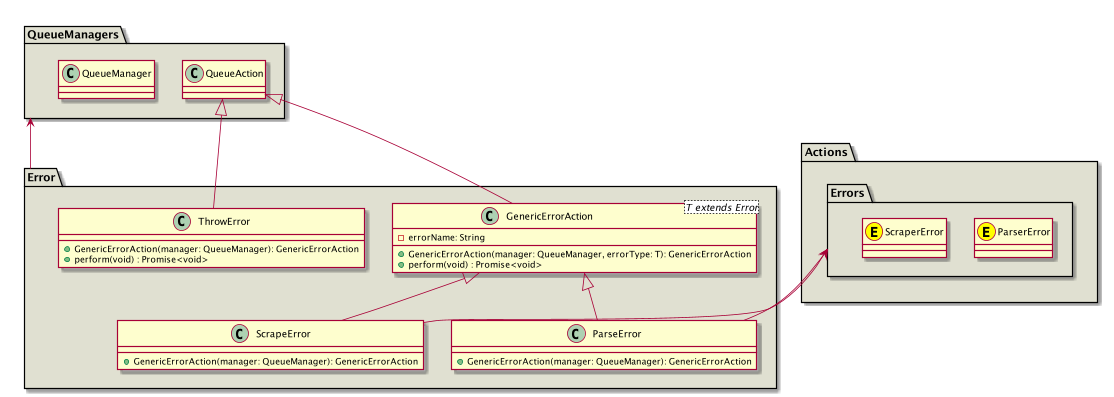 QueueManagers
C QueueManager
C QueueAction
Actions
Error
Errors
C ThrowError
GenericErrorAction(manager: QueueManager): GenericErrorAction
perform(void) : Promise<void>
C GenericErrorAction
T extends Error
errorName: String
GenericErrorAction(manager: QueueManager, errorType: T): GenericErrorAction
perform(void) : Promise<void>
E ScraperError
E ParserError
C ScrapeError
GenericErrorAction(manager: QueueManager): GenericErrorAction
C ParseError
GenericErrorAction(manager: QueueManager): GenericErrorAction